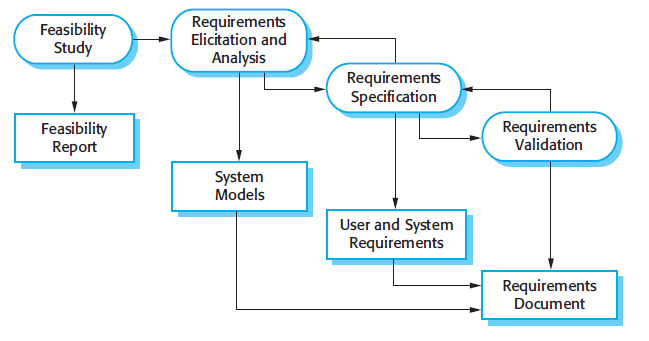 Feasibility
Study
Requirements
Elicitation and
Analysis
Requirements
Specification
Requirements
Validation
Feasibility
Report
System
Models
User and System
Requirements
Requirements
Document